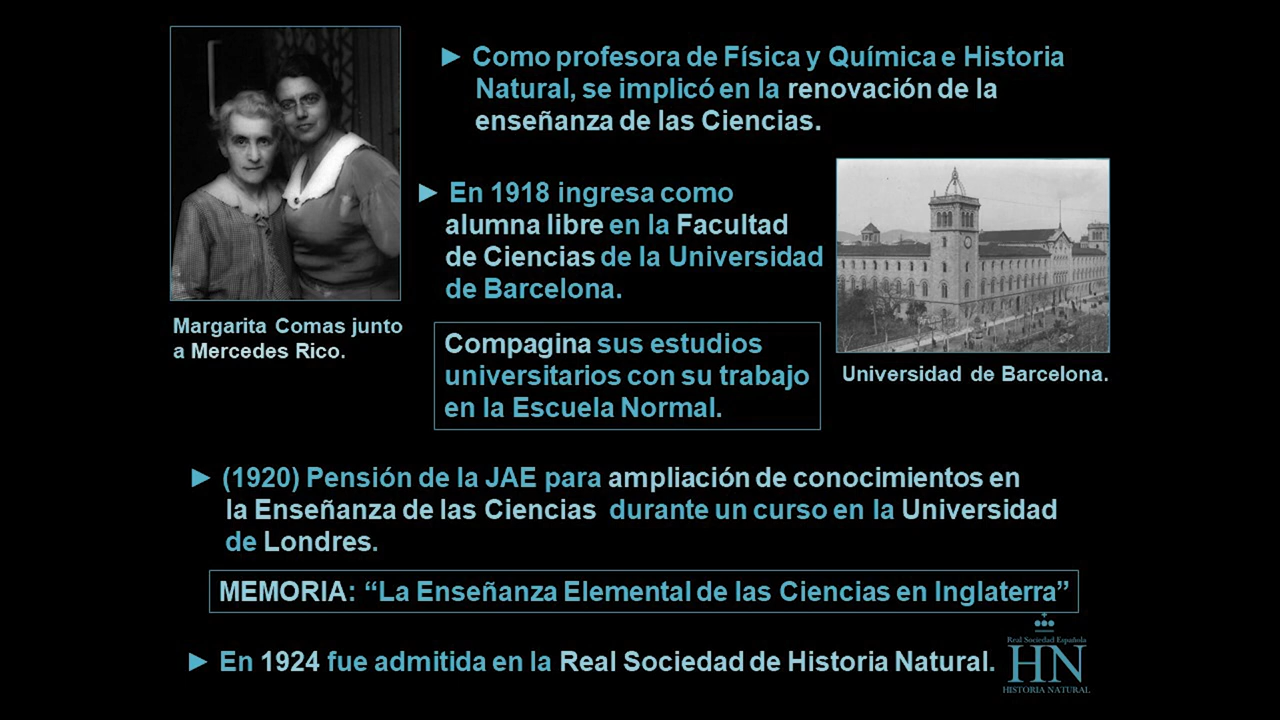 ► Como profesora de Física y Química e Historia
Natural, se implicó en la renovación de la
enseñanza de las Ciencias.
► En 1918 ingresa como
alumna libre en la Facultad
de Ciencias de la Universidad
de Barcelona.
Margarita Comas junto
a Mercedes Rico.
Compagina sus estudios
universitarios con su trabajo
en la Escuela Normal.
Universidad de Barcelona.
► (1920) Pensión de la JAE para ampliación de conocimientos en
la Enseñanza de las Ciencias durante un curso en la Universidad
de Londres.
MEMORIA: “La Enseñanza Elemental de las Ciencias en Inglaterra”
► En 1924 fue admitida en la Real Sociedad de Historia Natural.
Real Sociedad Española
HN
HISTORIA NATURAL